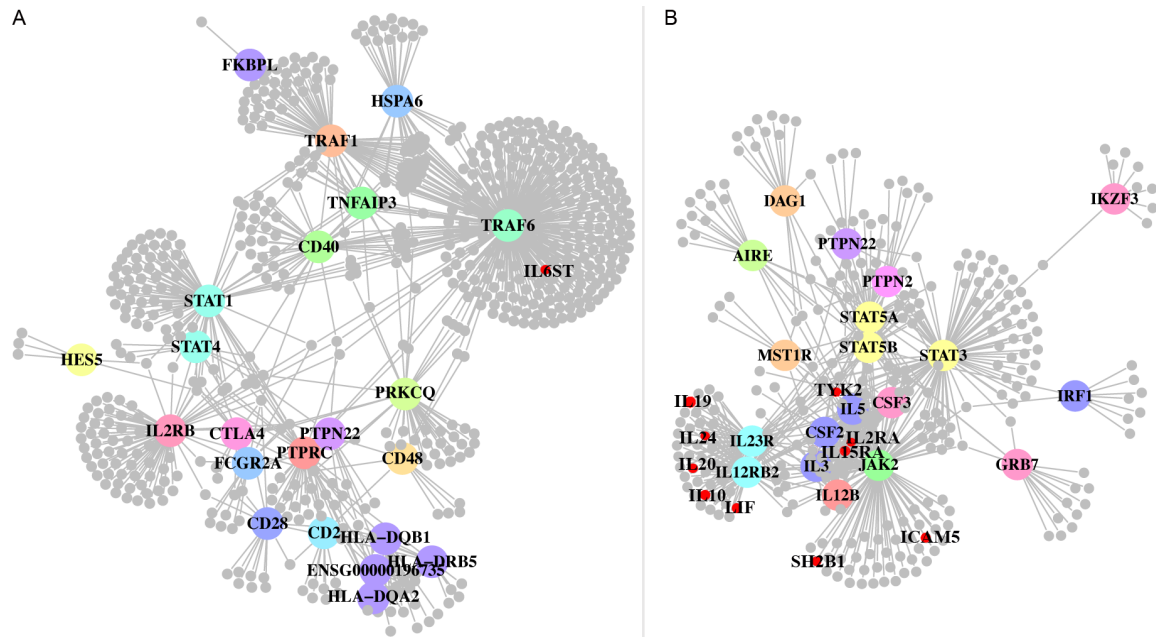 A
FKBPL
HSPA6
TRAF1
TNFAIP3
TRAF6
CD40
IL6ST
STAT1
STAT4
HES5
PRKCQ
IL2RB
CTLA4
PTPN22
PTPRC
FCGR2A
CD48
CD28
CD2
HLA-DQB1
HLA-DRB5
ENSG00000196735
HLA-DQA2
B
DAG1
IKZF3
PTPN22
AIRE
PTPN2
STAT5A
STAT5B
MST1R
STAT3
TYK2
IL19
IL5
CSF3
IRF1
IL24
IL23R
CSF2
IL2RA
IL15RA
IL20
IL12RB2
IL3
JAK2
GRB7
IL10
IL12B
LIF
ICAM5
SH2B1